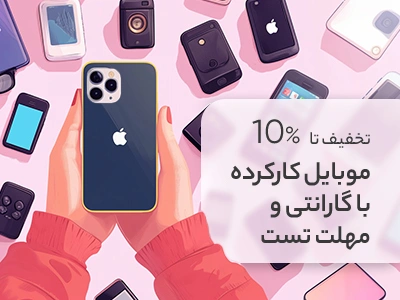 تخفیف تا 10%
موبایل کارکرده
با گارانتی و
مهلت تست